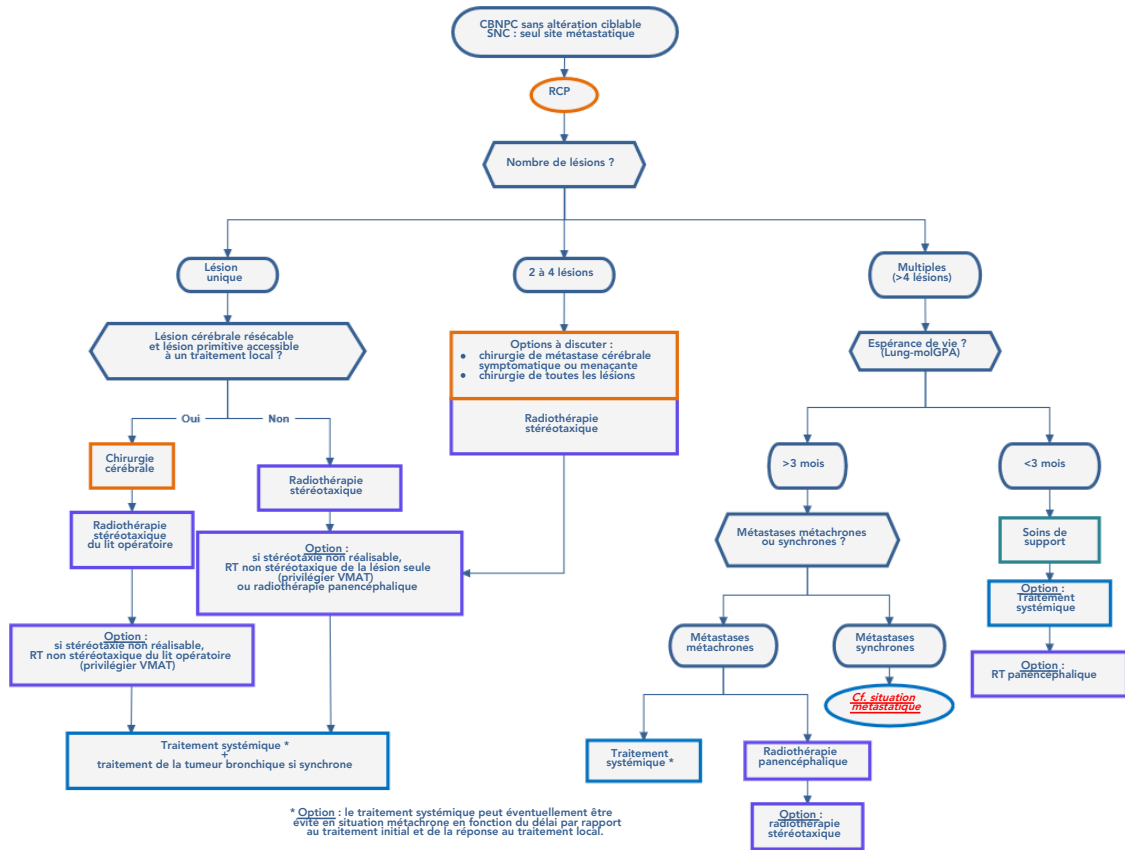 CBNPC sans altération ciblable
SNC : seul site métastatique
RCP
Nombre de lésions ?
Lésion
unique
2 à 4 lésions
Multiples
(>4 lésions)
Lésion cérébrale résécable
et lésion primitive accessible
à un traitement local ?
Options à discuter :
● chirurgie de métastase cérébrale
symptomatique ou menaçante
● chirurgie de toutes les lésions
Radiothérapie
stéréotaxique
Espérance de vie ?
(Lung-molGPA)
Oui
Non
Chirurgie
cérébrale
Radiothérapie
stéréotaxique
>3 mois
<3 mois
Radiothérapie
stéréotaxique
du lit opératoire
Option :
si stéréotaxie non réalisable,
RT non stéréotaxique de la lésion seule
(privilégier VMAT)
ou radiothérapie panencéphalique
Métastases métachrones
ou synchrones ?
Soins de
support
Option :
Traitement
systémique
Option :
si stéréotaxie non réalisable,
RT non stéréotaxique du lit opératoire
(privilégier VMAT)
Métastases
métachrones
Métastases
synchrones
Option :
RT panencéphalique
Cf. situation
métastatique
Traitement systémique *
+
traitement de la tumeur bronchique si synchrone
Traitement
systémique *
Radiothérapie
panencéphalique
Option :
radiothérapie
stéréotaxique
* Option : le traitement systémique peut éventuellement être
évité en situation métachrone en fonction du délai par rapport
au traitement initial et de la réponse au traitement local.